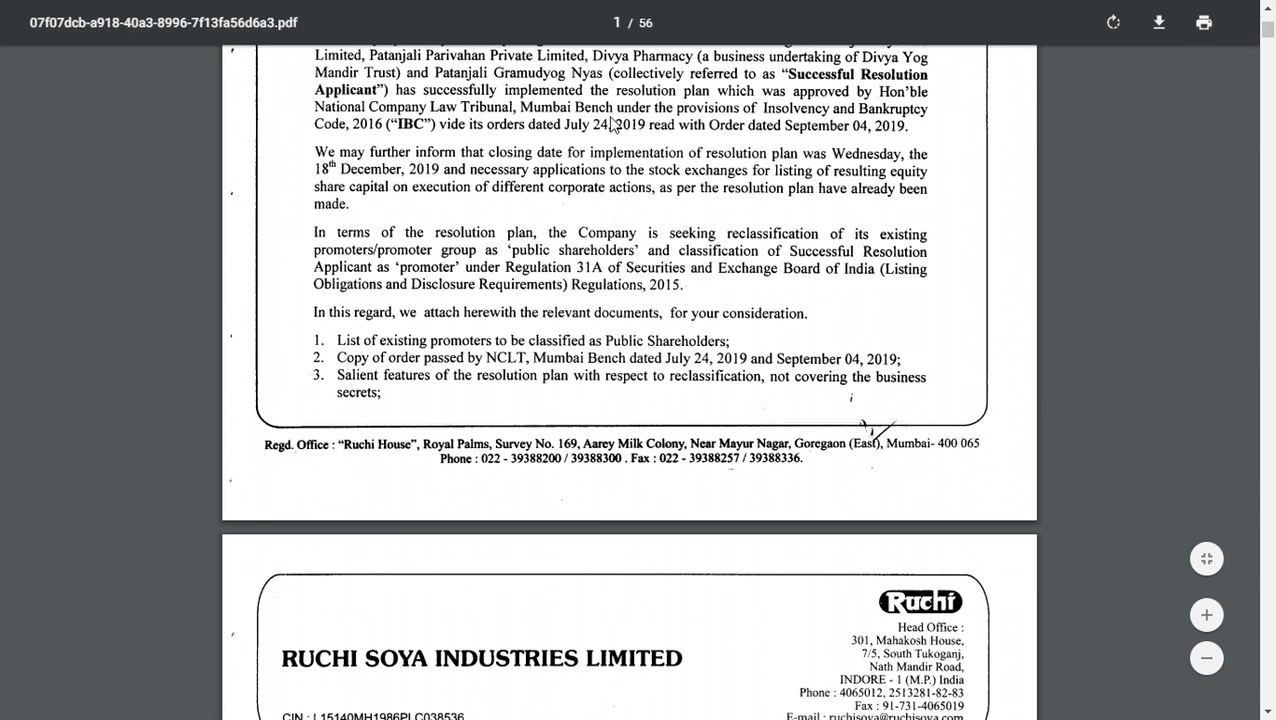 07f07dcb-a918-40a3-8996-7f13fa56d6a3.pdf
1 / 56
Limited, Patanjali Parivahan Private Limited, Divya Pharmacy (a business undertaking of Divya Yog
Mandir Trust) and Patanjali Gramudyog Nyas (collectively referred to as “Successful Resolution
Applicant”) has successfully implemented the resolution plan which was approved by Hon’ble
National Company Law Tribunal, Mumbai Bench under the provisions of Insolvency and Bankruptcy
Code, 2016 (“IBC”) vide its orders dated July 24, 2019 read with Order dated September 04, 2019.
We may further inform that closing date for implementation of resolution plan was Wednesday, the
18th December, 2019 and necessary applications to the stock exchanges for listing of resulting equity
share capital on execution of different corporate actions, as per the resolution plan have already been
made.
In terms of the resolution plan, the Company is seeking reclassification of its existing
promoters/promoter group as ‘public shareholders’ and classification of Successful Resolution
Applicant as ‘promoter’ under Regulation 31A of Securities and Exchange Board of India (Listing
Obligations and Disclosure Requirements) Regulations, 2015.
In this regard, we attach herewith the relevant documents, for your consideration.
1. List of existing promoters to be classified as Public Shareholders;
2. Copy of order passed by NCLT, Mumbai Bench dated July 24, 2019 and September 04, 2019;
3. Salient features of the resolution plan with respect to reclassification, not covering the business
secrets;
Regd. Office : “Ruchi House”, Royal Palms, Survey No. 169, Aarey Milk Colony, Near Mayur Nagar, Goregaon (East), Mumbai- 400 065
Phone : 022 - 39388200 / 39388300 . Fax : 022 - 39388257 / 39388336.
Ruchi
Head Office :
301, Mahakosh House,
7/5, South Tukoganj,
Nath Mandir Road,
INDORE - 1 (M.P.) India
Phone : 4065012, 2513281-82-83
Fax : 91-731-4065019
E-mail : ruchisoya@ruchisoya.com
RUCHI SOYA INDUSTRIES LIMITED
CIN : L15140MH1986PLC038536